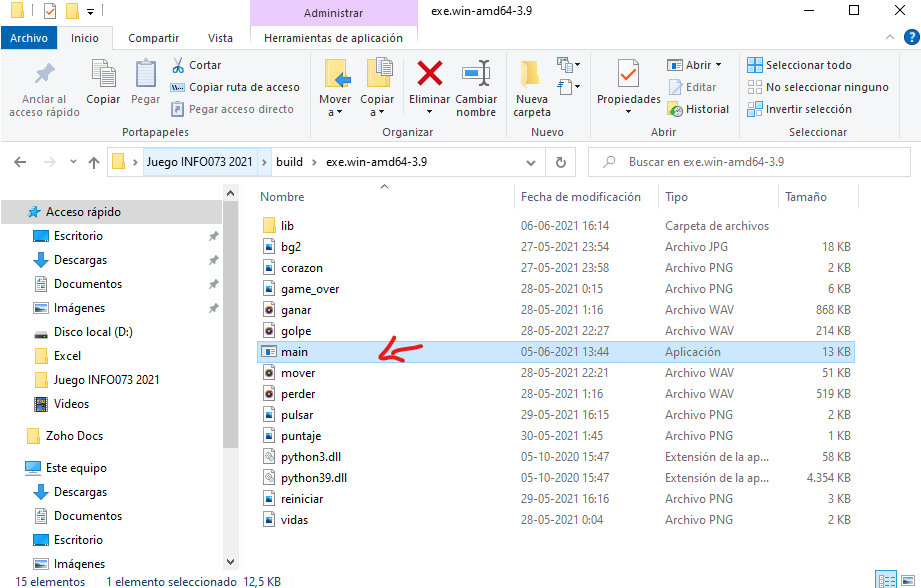 Administrar
exe.win-amd64-3.9
Archivo Inicio Compartir Vista Herramientas de aplicación
Anclar al acceso rápido
Copiar
Pegar
Cortar
Copiar ruta de acceso
Pegar acceso directo
Portapapeles
Mover a
Copiar a
Eliminar
Cambiar nombre
Organizar
Nueva carpeta
Nuevo
Propiedades
Abrir
Editar
Historial
Abrir
Seleccionar todo
No seleccionar ninguno
Invertir selección
Seleccionar
Juego INFO073 2021 > build > exe.win-amd64-3.9
Buscar en exe.win-amd64-3.9
Acceso rápido
Escritorio
Descargas
Documentos
Imágenes
Disco local (D:)
Excel
Juego INFO073 2021
Videos
Zoho Docs
Este equipo
Descargas
Documentos
Escritorio
Imágenes
Nombre Fecha de modificación Tipo Tamaño
lib 06-06-2021 16:14 Carpeta de archivos
bg2 27-05-2021 23:54 Archivo JPG 18 KB
corazon 27-05-2021 23:58 Archivo PNG 2 KB
game_over 28-05-2021 0:15 Archivo PNG 6 KB
ganar 28-05-2021 1:16 Archivo WAV 868 KB
golpe 28-05-2021 22:27 Archivo WAV 214 KB
main 05-06-2021 13:44 Aplicación 13 KB
mover 28-05-2021 22:21 Archivo WAV 51 KB
perder 28-05-2021 1:16 Archivo WAV 519 KB
pulsar 29-05-2021 16:15 Archivo PNG 2 KB
puntaje 30-05-2021 1:45 Archivo PNG 1 KB
python3.dll 05-10-2020 15:47 Extensión de la ap... 58 KB
python39.dll 05-10-2020 15:47 Extensión de la ap... 4.354 KB
reiniciar 29-05-2021 16:16 Archivo PNG 3 KB
vidas 28-05-2021 0:04 Archivo PNG 2 KB
15 elementos 1 elemento seleccionado 12,5 KB